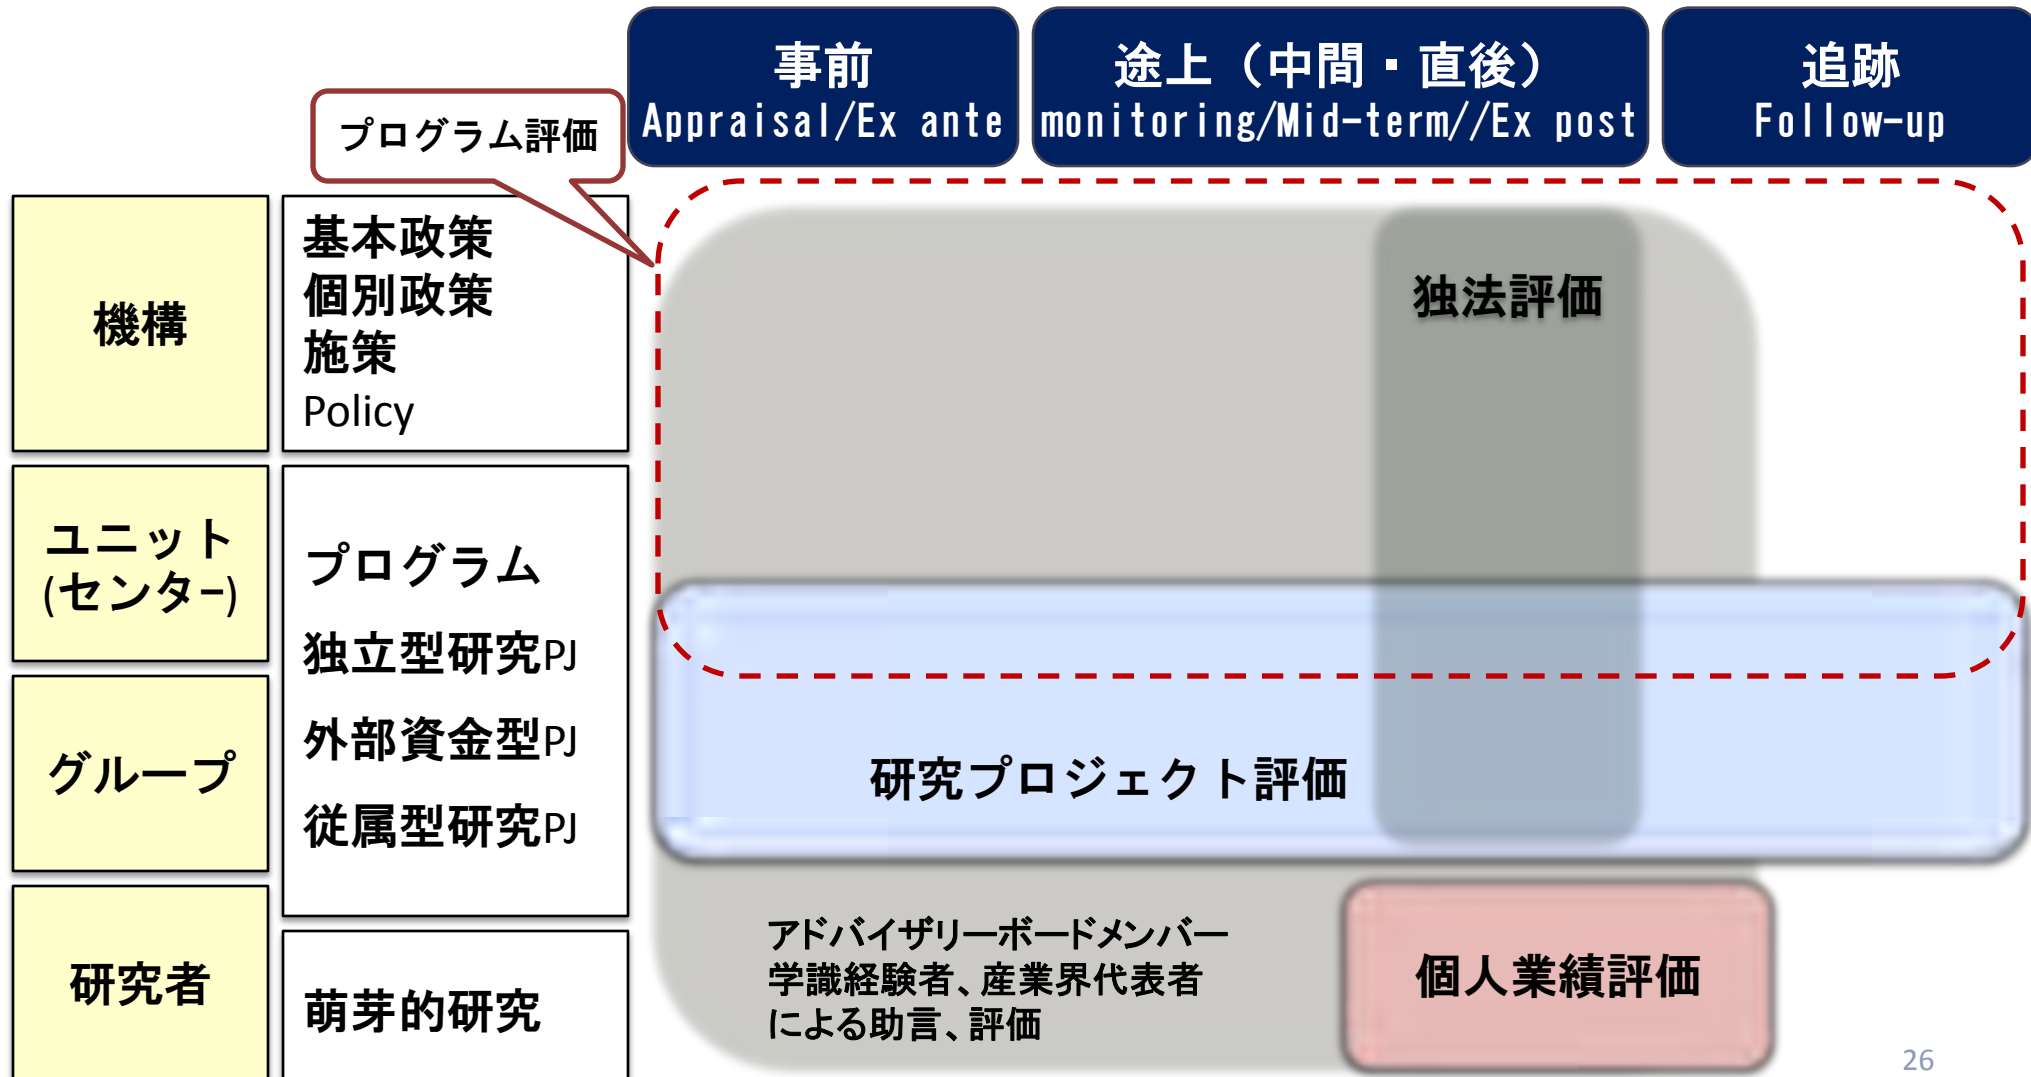 事前
Appraisal/Ex ante
途上（中間・直後）
monitoring/Mid-term//Ex post
追跡
Follow-up
プログラム評価
機構
基本政策
個別政策
施策
Policy
独法評価
ユニット
(センター)
プログラム
独立型研究PJ
外部資金型PJ
従属型研究PJ
グループ
研究プロジェクト評価
研究者
萌芽的研究
アドバイザリーボードメンバー
学識経験者、産業界代表者
による助言、評価
個人業績評価
26